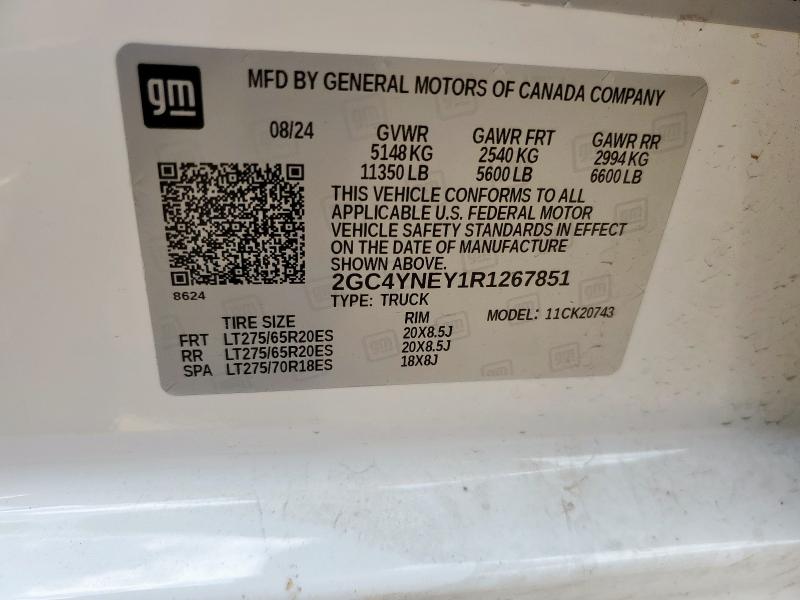 gm
MFD BY GENERAL MOTORS OF CANADA COMPANY
08/24 GVWR GAWR FRT GAWR RR
5148 KG 2540 KG 2994 KG
11350 LB 5600 LB 6600 LB
THIS VEHICLE CONFORMS TO ALL
APPLICABLE U.S. FEDERAL MOTOR
VEHICLE SAFETY STANDARDS IN EFFECT
ON THE DATE OF MANUFACTURE
SHOWN ABOVE.
2GC4YNEY1R1267851
8624
TYPE: TRUCK MODEL: 11CK20743
TIRE SIZE RIM
FRT LT275/65R20ES 20X8.5J
RR LT275/65R20ES 20X8.5J
SPA LT275/70R18ES 18X8J